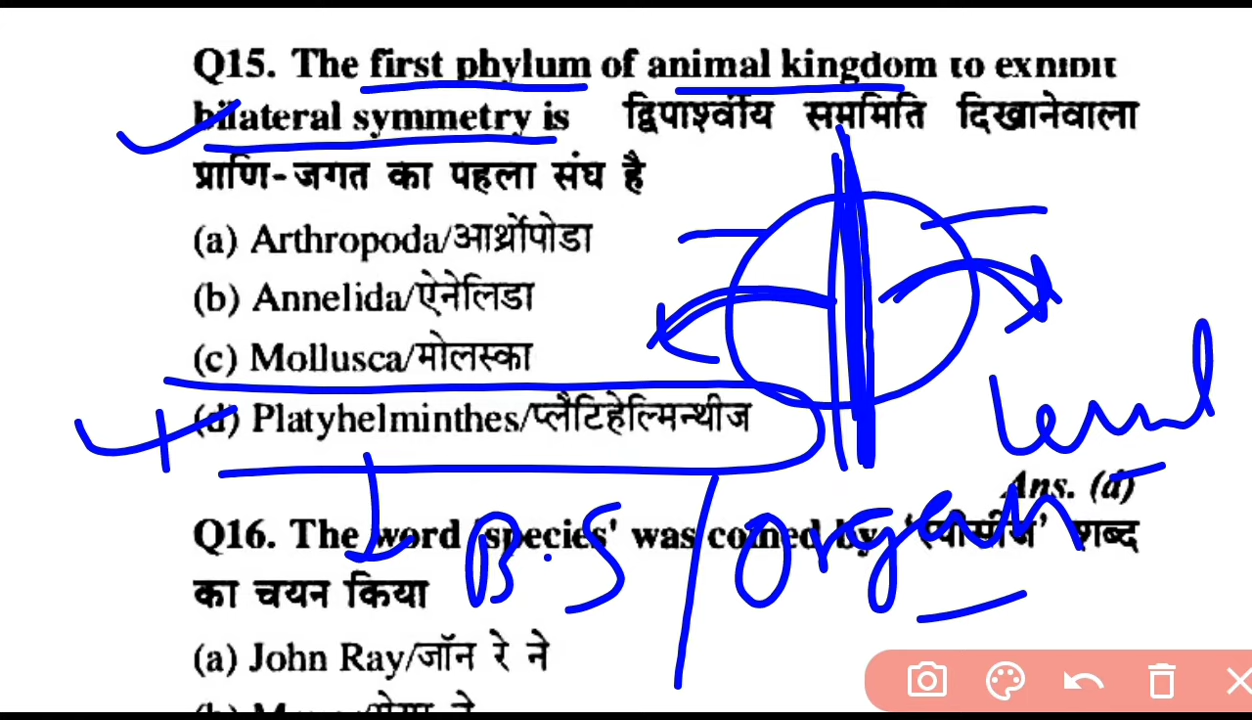 Q15. The first phylum of animal kingdom to exhibit
bilateral symmetry is द्विपार्श्वीय सममिति दिखानेवाला
प्राणि-जगत का पहला संघ है
(a) Arthropoda/आर्थ्रोपोडा
(b) Annelida/ऐनेलिडा
(c) Mollusca/मोलस्का
(d) Platyhelminthes/प्लैटिहेल्मिन्थीज
level
Ans. (d)
Q16. The word 'species' was coined by 'स्पीसीज' शब्द
B.S / Organ
का चयन किया
(a) John Ray/जॉन रे ने